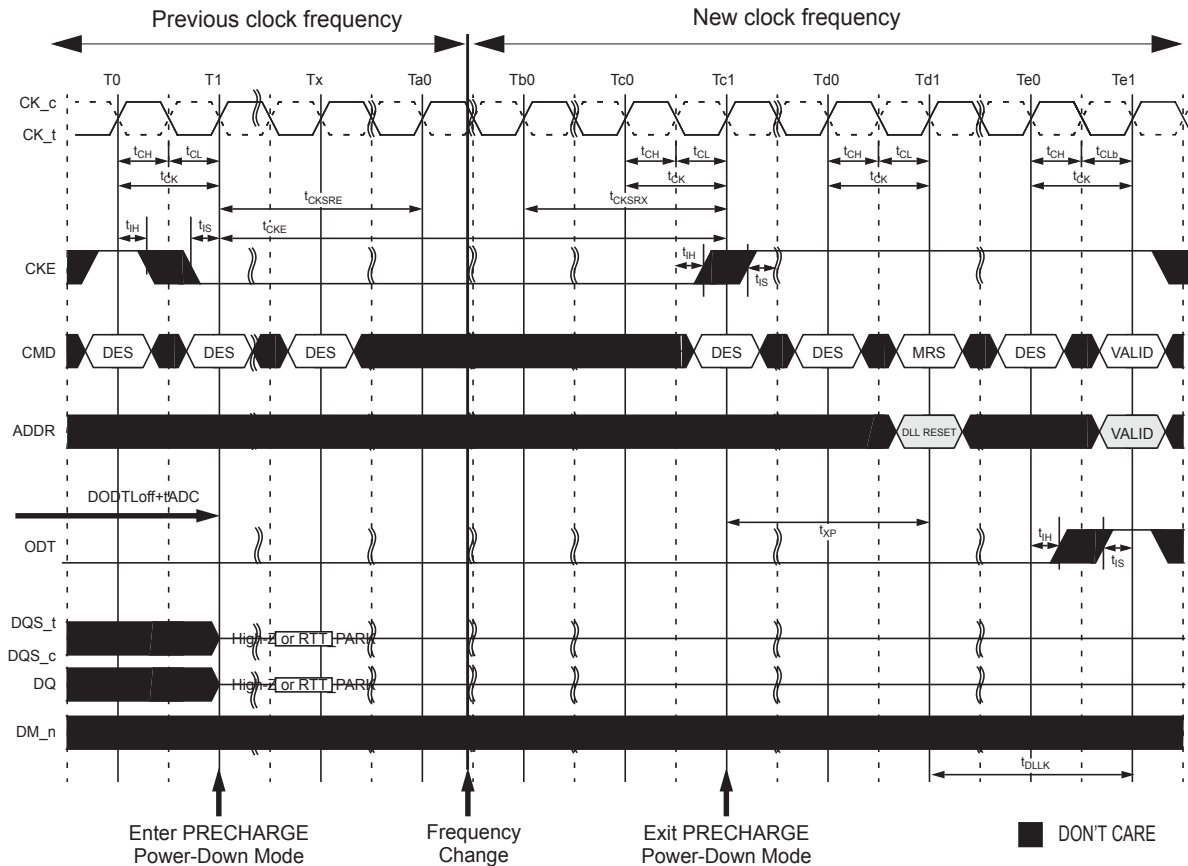 Previous clock frequency New clock frequency
T0 T1 Tx Ta0 Tb0 Tc0 Tc1 Td0 Td1 Te0 Te1
CK_c
CK_t
tCH tCL tCH tCL tCH tCL tCH tCLb
tCK tCK tCK tCK
tCKSRE tCKSRX
tIH tIS tCKE
CKE tIH tIS
CMD DES DES DES DES DES MRS DES VALID
ADDR DLL RESET VALID
DODTLoff+tADC
tXP
ODT tIH tIS
DQS_t
High-Z or RTT_PARK
DQS_c
DQ High-Z or RTT_PARK
DM_n
tDLLK
Enter PRECHARGE
Power-Down Mode
Frequency
Change
Exit PRECHARGE
Power-Down Mode
DON'T CARE